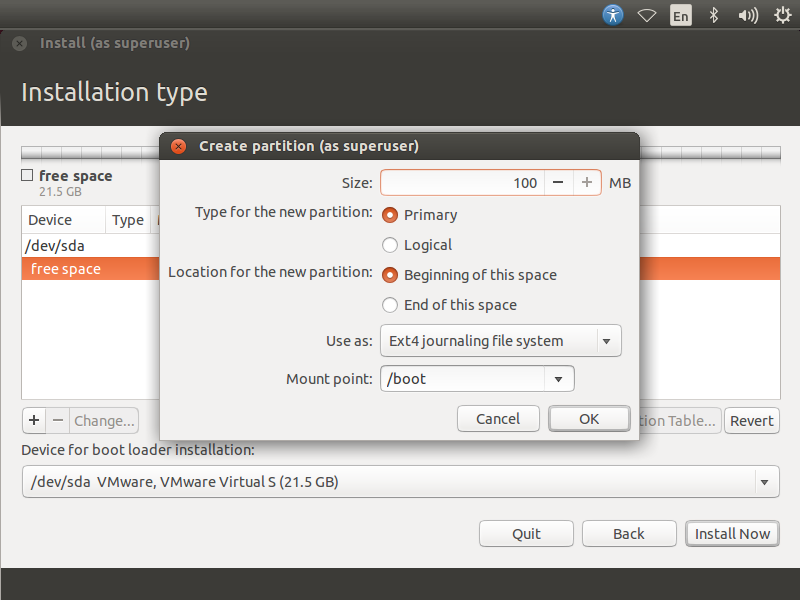 En
Install (as superuser)
Installation type
Create partition (as superuser)
free space
21.5 GB
Size: 100 MB
Type for the new partition: Primary
Logical
Location for the new partition: Beginning of this space
End of this space
Use as: Ext4 journaling file system
Mount point: /boot
Cancel OK
Device Type
/dev/sda
free space
+ − Change... Table... Revert
Device for boot loader installation:
/dev/sda VMware, VMware Virtual S (21.5 GB)
Quit Back Install Now